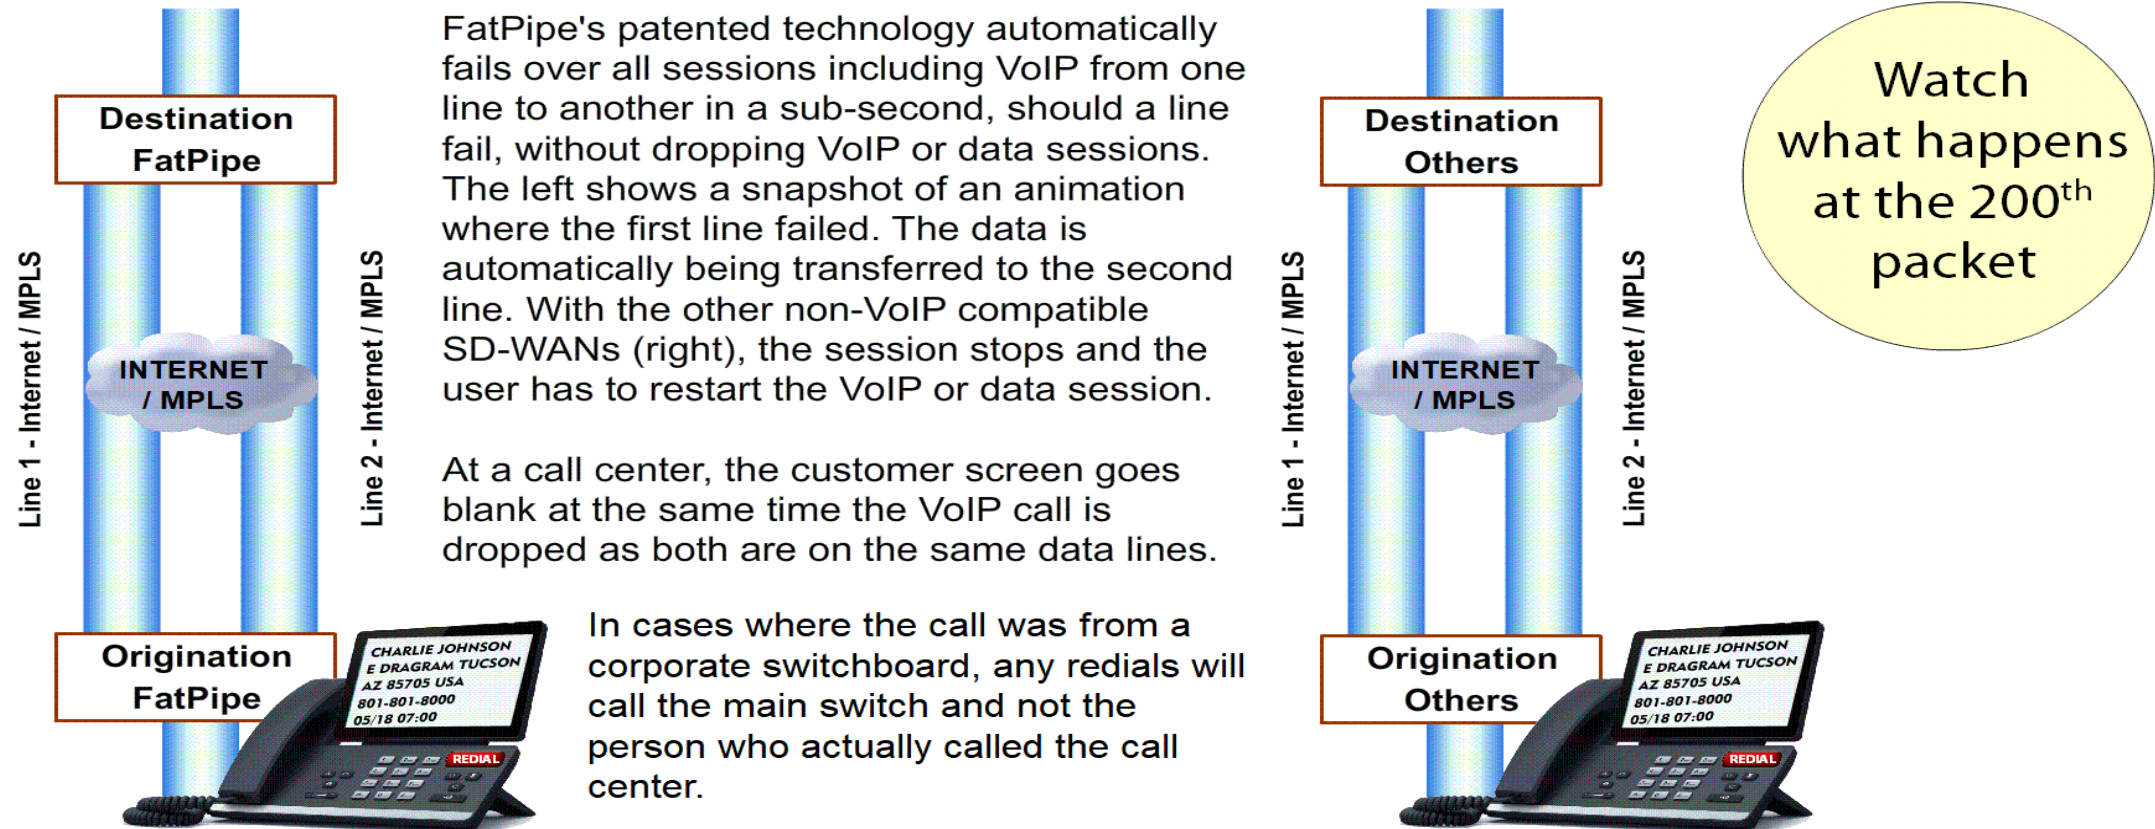 Destination
FatPipe
Line 1 - Internet / MPLS
INTERNET
/ MPLS
Line 2 - Internet / MPLS
Origination
FatPipe
CHARLIE JOHNSON
E DRAGRAM TUCSON
AZ 85705 USA
801-801-8000
05/18 07:00
REDIAL
FatPipe's patented technology automatically
fails over all sessions including VoIP from one
line to another in a sub-second, should a line
fail, without dropping VoIP or data sessions.
The left shows a snapshot of an animation
where the first line failed. The data is
automatically being transferred to the second
line. With the other non-VoIP compatible
SD-WANs (right), the session stops and the
user has to restart the VoIP or data session.
At a call center, the customer screen goes
blank at the same time the VoIP call is
dropped as both are on the same data lines.
In cases where the call was from a
corporate switchboard, any redials will
call the main switch and not the
person who actually called the call
center.
Destination
Others
Line 1 - Internet / MPLS
INTERNET
/ MPLS
Line 2 - Internet / MPLS
Origination
Others
CHARLIE JOHNSON
E DRAGRAM TUCSON
AZ 85705 USA
801-801-8000
05/18 07:00
REDIAL
Watch
what happens
at the 200th
packet